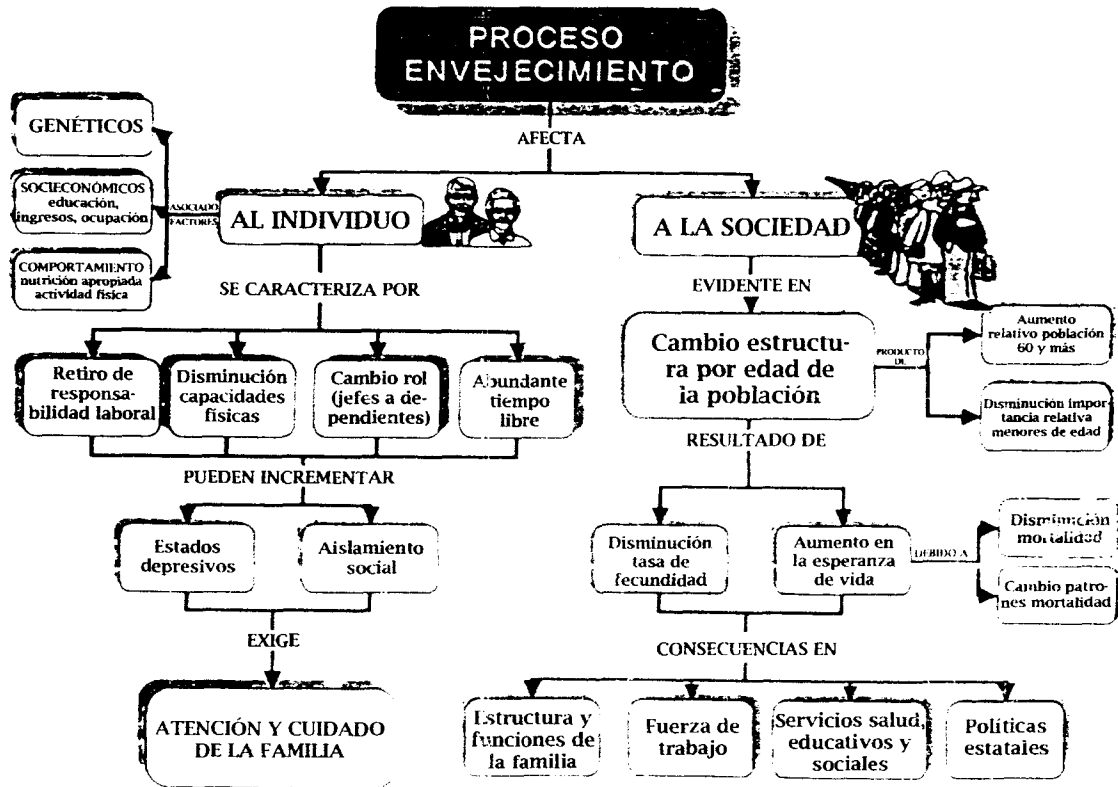 PROCESO
ENVEJECIMIENTO
AFECTA
GENÉTICOS
SOCIOECONÓMICOS
educación,
ingresos, ocupación
COMPORTAMIENTO
nutrición apropiada
actividad física
ASOCIADO
FACTORES
AL INDIVIDUO
A LA SOCIEDAD
SE CARACTERIZA POR
EVIDENTE EN
Retiro de
responsa-
bilidad laboral
Disminución
capacidades
físicas
Cambio rol
(jefes a de-
pendientes)
Abundante
tiempo
libre
Cambio estructu-
ra por edad de
la población
PRODUCTO
DE
Aumento
relativo población
60 y más
Disminución impor
tancia relativa
menores de edad
PUEDEN INCREMENTAR
RESULTADO DE
Estados
depresivos
Aislamiento
social
Disminución
tasa de
fecundidad
Aumento en
la esperanza
de vida
DEBIDO A
Disminución
mortalidad
Cambio patro-
nes mortalidad
EXIGE
CONSECUENCIAS EN
ATENCIÓN Y CUIDADO
DE LA FAMILIA
Estructura y
funciones de
la familia
Fuerza de
trabajo
Servicios salud,
educativos y
sociales
Políticas
estatales